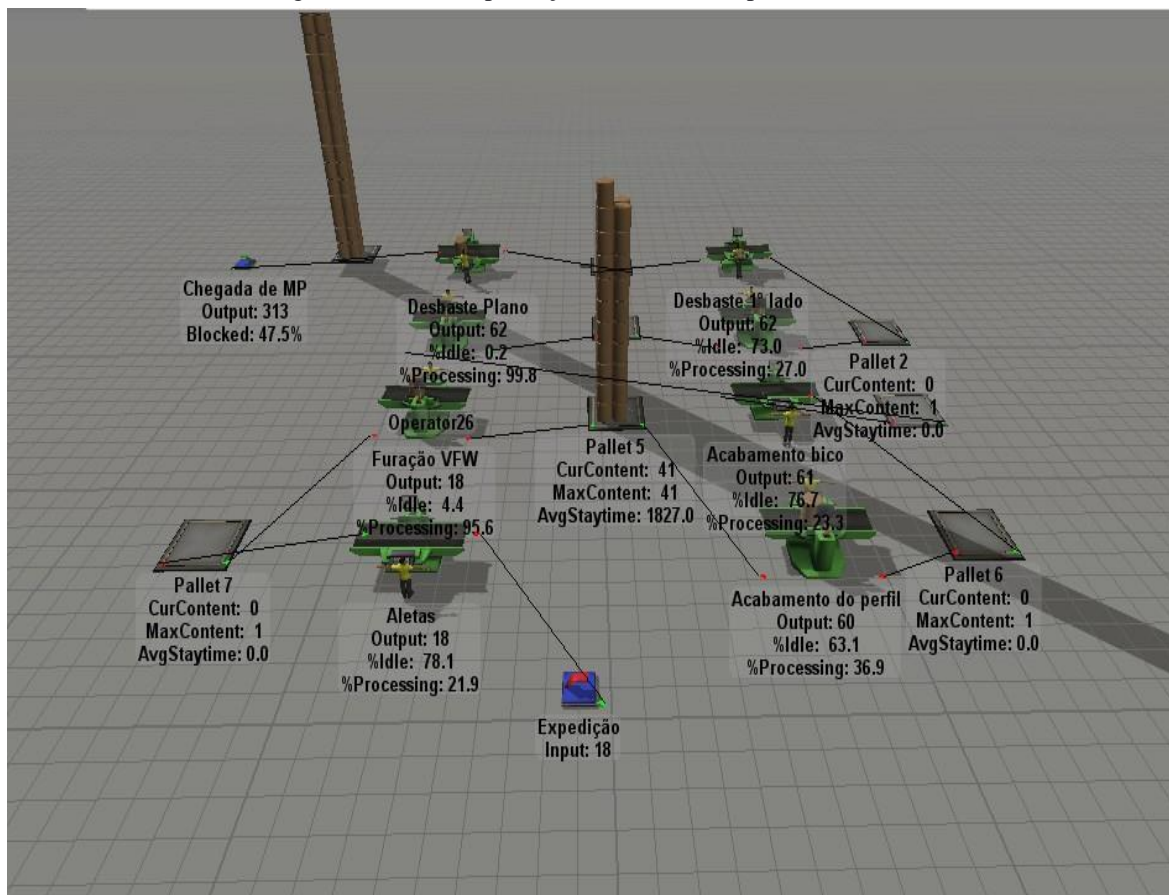 Chegada de MP
Output: 313
Blocked: 47.5%
Desbaste Plano
Output: 62
%Idle: 0.2
%Processing: 99.8
Desbaste 1º lado
Output: 62
%Idle: 73.0
%Processing: 27.0
Pallet 2
CurContent: 0
MaxContent: 1
AvgStaytime: 0.0
Operator26
Furação VFW
Output: 18
%Idle: 4.4
%Processing: 95.6
Pallet 5
CurContent: 41
MaxContent: 41
AvgStaytime: 1827.0
Acabamento bico
Output: 61
%Idle: 76.7
%Processing: 23.3
Pallet 7
CurContent: 0
MaxContent: 1
AvgStaytime: 0.0
Aletas
Output: 18
%Idle: 78.1
%Processing: 21.9
Acabamento do perfil
Output: 60
%Idle: 63.1
%Processing: 36.9
Pallet 6
CurContent: 0
MaxContent: 1
AvgStaytime: 0.0
Expedição
Input: 18